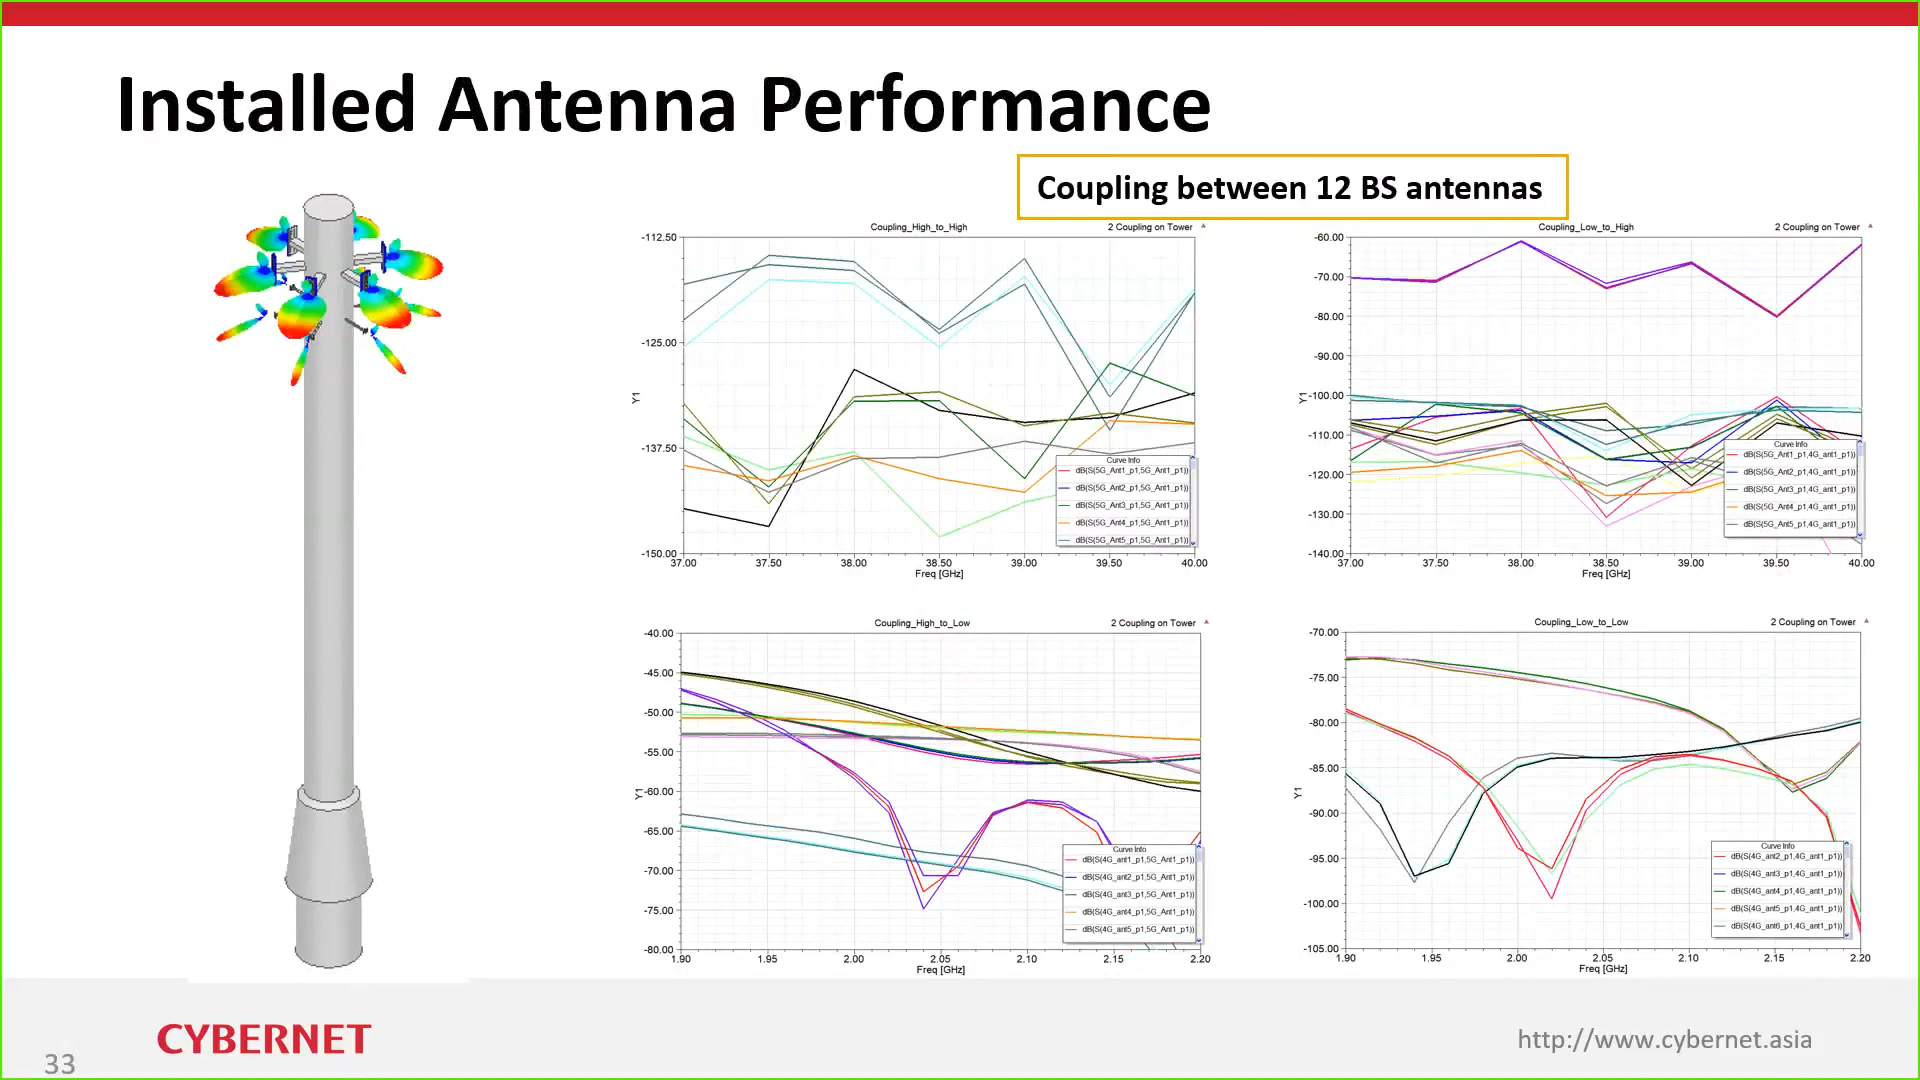 Installed Antenna Performance
Coupling between 12 BS antennas
Coupling_High_to_High
2 Coupling on Tower
-112.50
-125.00
-137.50
-150.00
Y1
Curve Info
dB(S(5G_Ant1_p1,5G_Ant1_p1))
dB(S(5G_Ant2_p1,5G_Ant1_p1))
dB(S(5G_Ant3_p1,5G_Ant1_p1))
dB(S(5G_Ant4_p1,5G_Ant1_p1))
dB(S(5G_Ant5_p1,5G_Ant1_p1))
37.00 37.50 38.00 38.50 39.00 39.50 40.00
Freq [GHz]
Coupling_Low_to_High
2 Coupling on Tower
-60.00
-70.00
-80.00
-90.00
-100.00
-110.00
-120.00
-130.00
-140.00
Y1
Curve Info
dB(S(5G_Ant1_p1,4G_ant1_p1))
dB(S(5G_Ant2_p1,4G_ant1_p1))
dB(S(5G_Ant3_p1,4G_ant1_p1))
dB(S(5G_Ant4_p1,4G_ant1_p1))
dB(S(5G_Ant5_p1,4G_ant1_p1))
37.00 37.50 38.00 38.50 39.00 39.50 40.00
Freq [GHz]
Coupling_High_to_Low
2 Coupling on Tower
-40.00
-45.00
-50.00
-55.00
-60.00
-65.00
-70.00
-75.00
-80.00
Y1
Curve Info
dB(S(4G_ant1_p1,5G_Ant1_p1))
dB(S(4G_ant2_p1,5G_Ant1_p1))
dB(S(4G_ant3_p1,5G_Ant1_p1))
dB(S(4G_ant4_p1,5G_Ant1_p1))
dB(S(4G_ant5_p1,5G_Ant1_p1))
1.90 1.95 2.00 2.05 2.10 2.15 2.20
Freq [GHz]
Coupling_Low_to_Low
2 Coupling on Tower
-70.00
-75.00
-80.00
-85.00
-90.00
-95.00
-100.00
-105.00
Y1
Curve Info
dB(S(4G_ant2_p1,4G_ant1_p1))
dB(S(4G_ant3_p1,4G_ant1_p1))
dB(S(4G_ant4_p1,4G_ant1_p1))
dB(S(4G_ant5_p1,4G_ant1_p1))
dB(S(4G_ant6_p1,4G_ant1_p1))
1.90 1.95 2.00 2.05 2.10 2.15 2.20
Freq [GHz]
33
CYBERNET
http://www.cybernet.asia